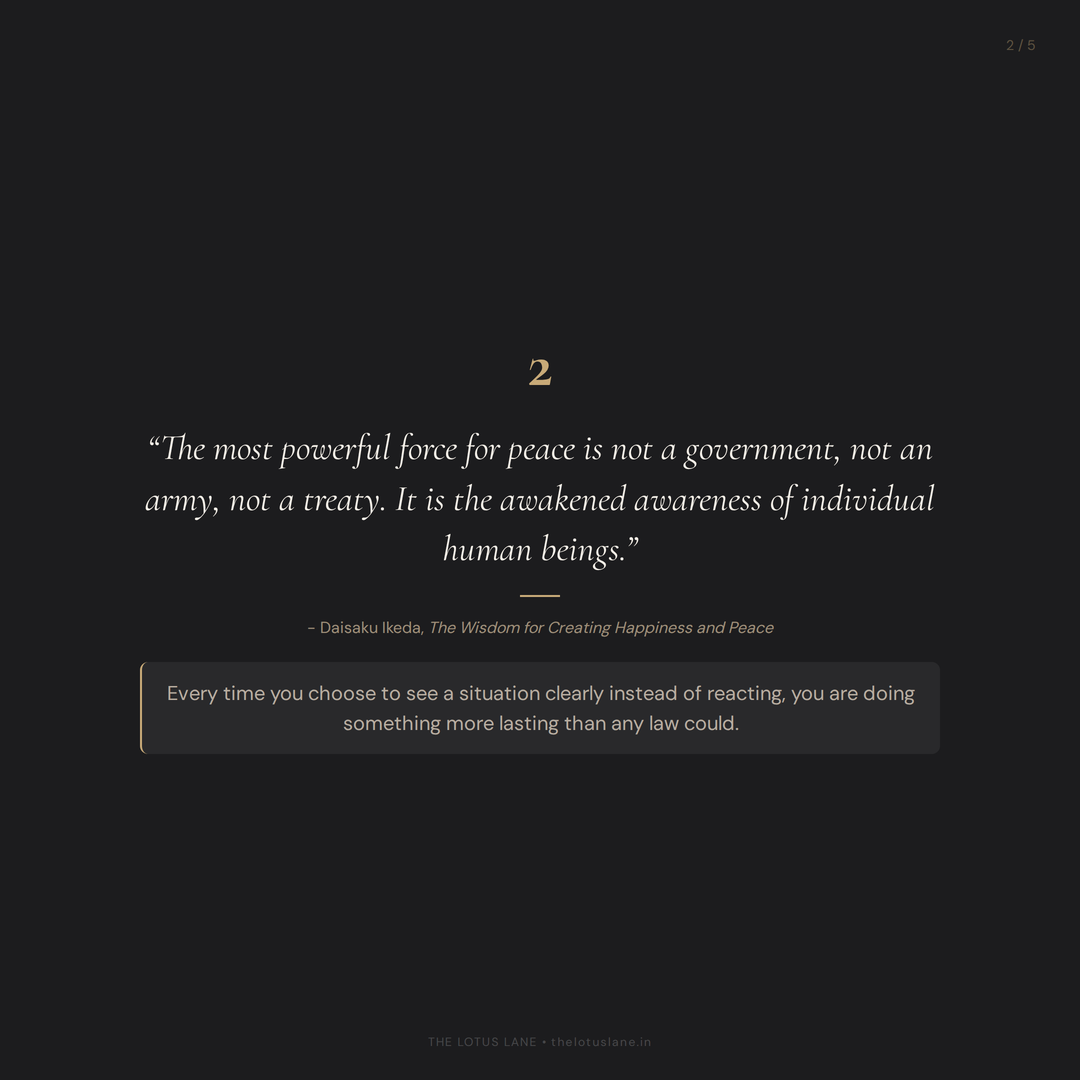 2 / 5
2
“The most powerful force for peace is not a government, not an
army, not a treaty. It is the awakened awareness of individual
human beings.”
– Daisaku Ikeda, The Wisdom for Creating Happiness and Peace
Every time you choose to see a situation clearly instead of reacting, you are doing
something more lasting than any law could.
THE LOTUS LANE • thelotuslane.in